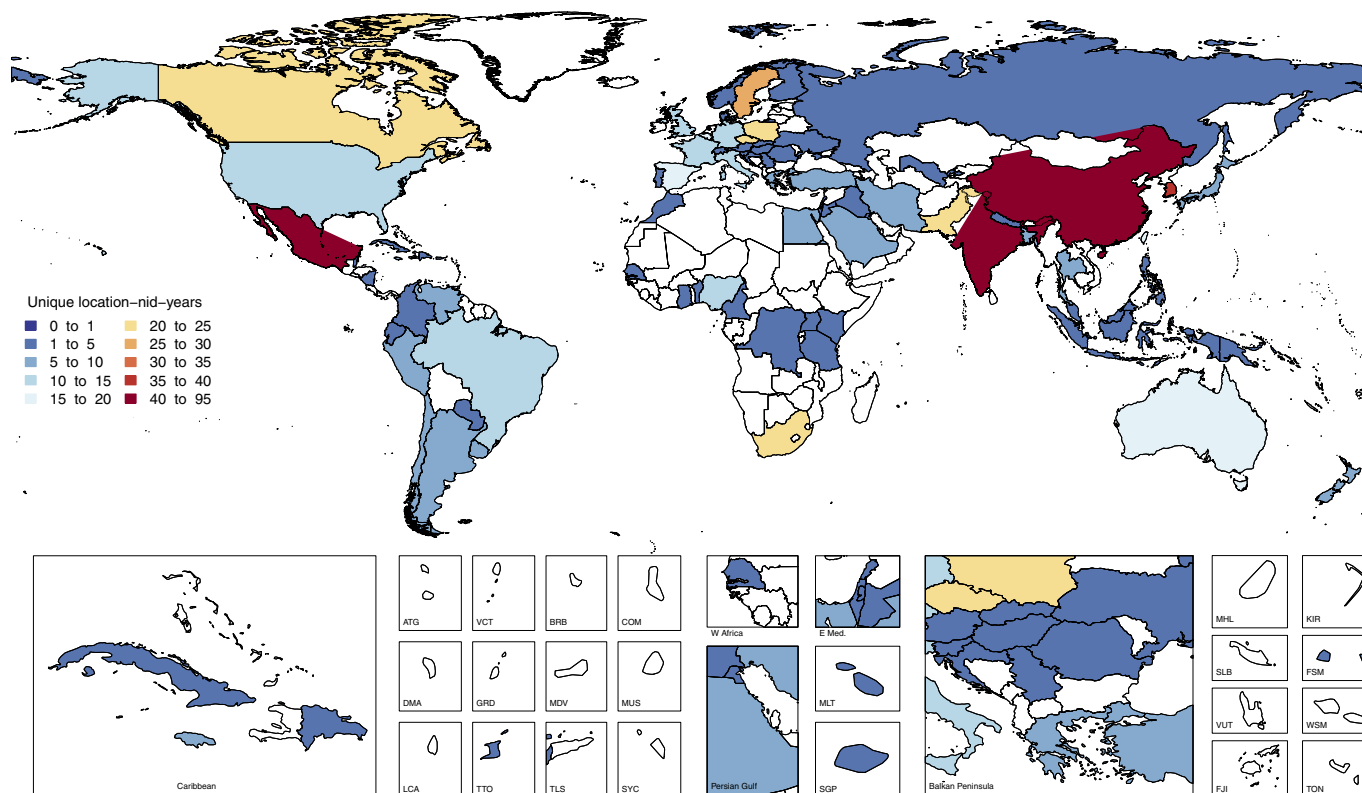 Unique location−nid−years
0 to 1
1 to 5
5 to 10
10 to 15
15 to 20
20 to 25
25 to 30
30 to 35
35 to 40
40 to 95
Caribbean
ATG
VCT
BRB
COM
DMA
GRD
MDV
MUS
LCA
TTO
TLS
SYC
W Africa
E Med.
Persian Gulf
MLT
SGP
Balkan Peninsula
MHL
KIR
SLB
FSM
VUT
WSM
FJI
TON